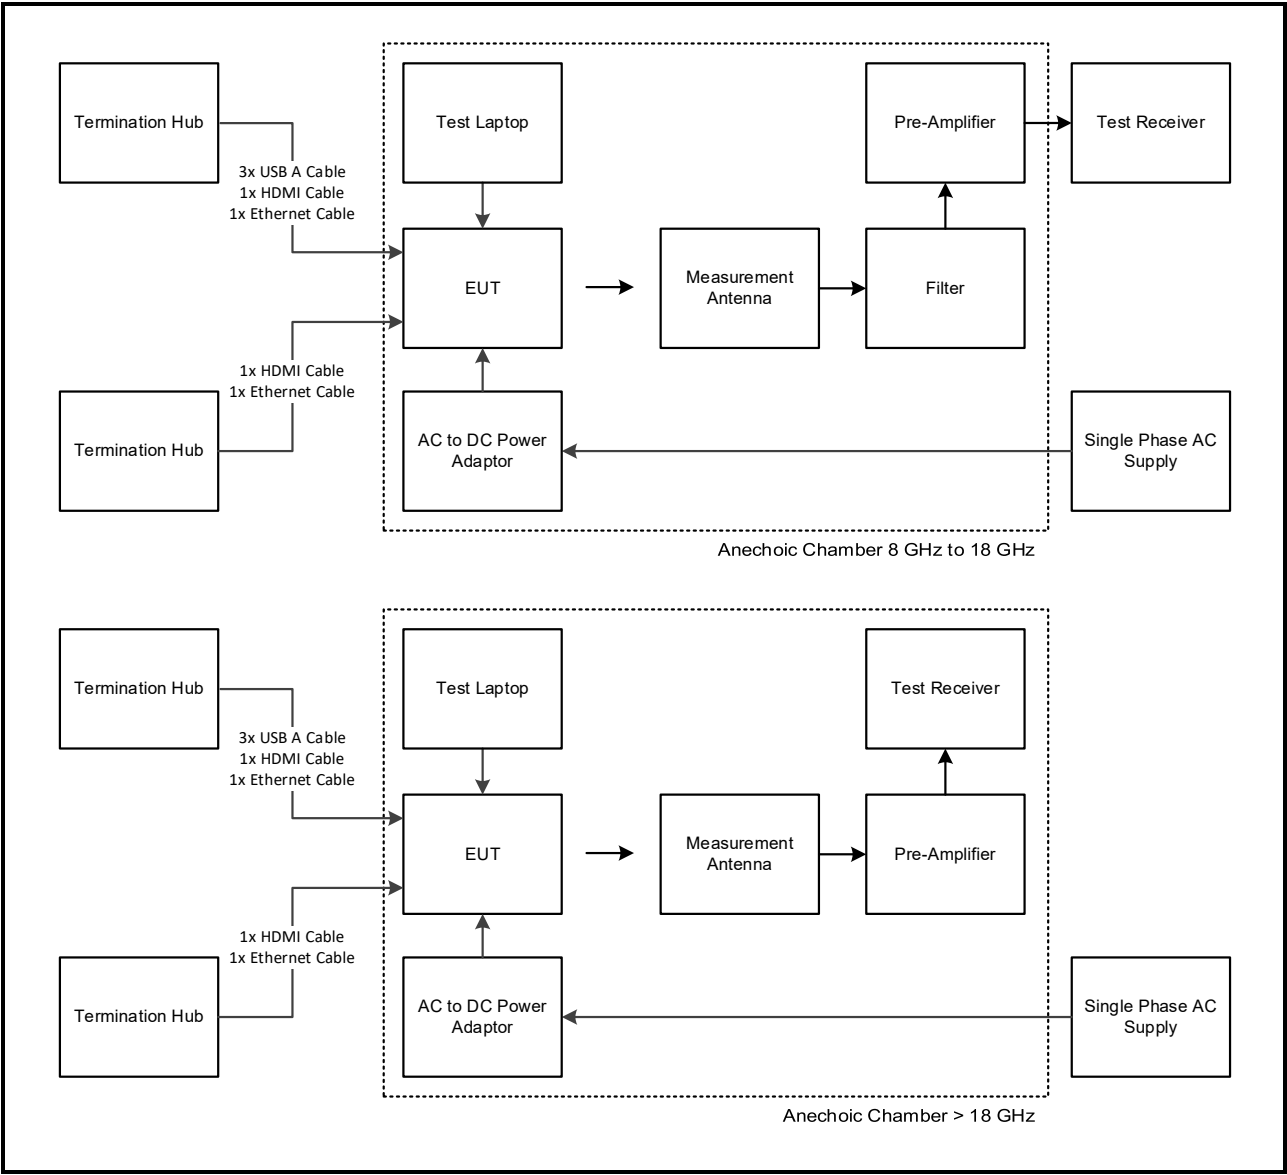 Termination Hub
Test Laptop
Pre-Amplifier
Test Receiver
3x USB A Cable
1x HDMI Cable
1x Ethernet Cable
EUT
Measurement
Antenna
Filter
1x HDMI Cable
1x Ethernet Cable
Termination Hub
AC to DC Power
Adaptor
Single Phase AC
Supply
Anechoic Chamber 8 GHz to 18 GHz
Termination Hub
Test Laptop
Test Receiver
3x USB A Cable
1x HDMI Cable
1x Ethernet Cable
EUT
Measurement
Antenna
Pre-Amplifier
1x HDMI Cable
1x Ethernet Cable
Termination Hub
AC to DC Power
Adaptor
Single Phase AC
Supply
Anechoic Chamber > 18 GHz